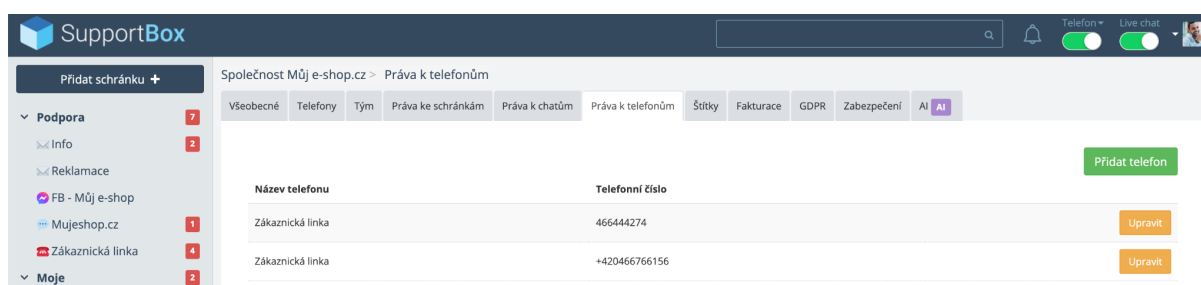 SupportBox
Telefon
Live chat
Přidat schránku +
Podpora 7
Info 2
Reklamace
FB - Můj e-shop
Mujeshop.cz 1
Zákaznická linka 4
Moje 2
Společnost Můj e-shop.cz > Práva k telefonům
Všeobecné Telefony Tým Práva ke schránkám Práva k chatům Práva k telefonům Štítky Fakturace GDPR Zabezpečení AI AI
Přidat telefon
Název telefonu Telefonní číslo
Zákaznická linka 466444274 Upravit
Zákaznická linka +420466766156 Upravit